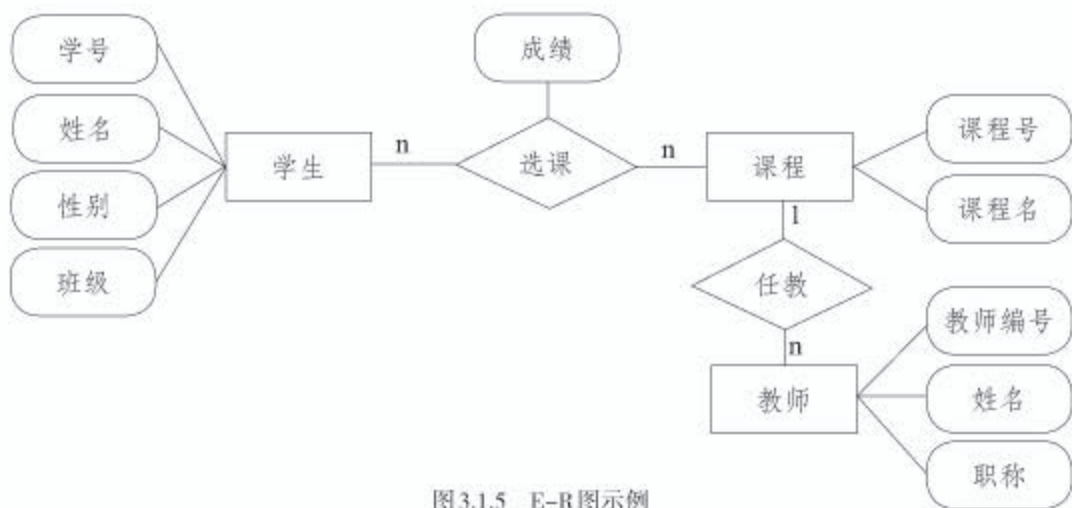 学号
姓名
性别
班级
学生
n
成绩
选课
n
课程
课程号
课程名
1
任教
n
教师
教师编号
姓名
职称
图3.1.5 E-R图示例